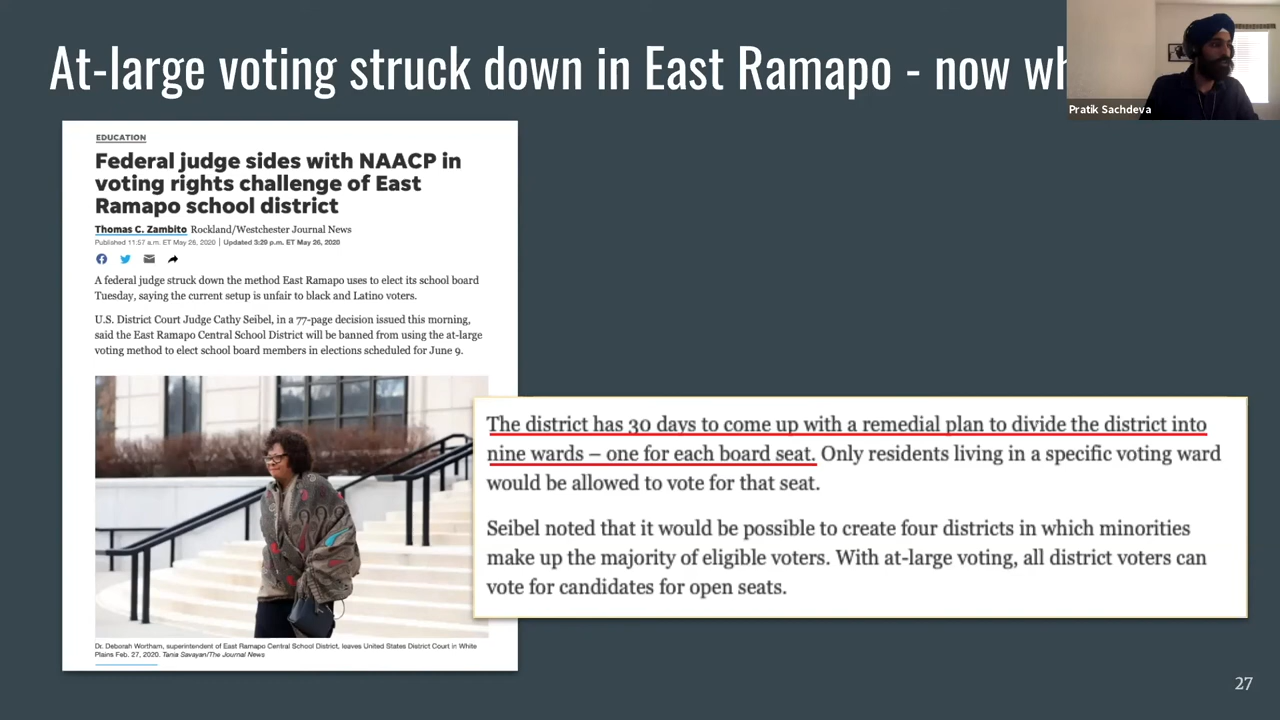 At-large voting struck down in East Ramapo - now wh
Pratik Sachdeva
EDUCATION
Federal judge sides with NAACP in
voting rights challenge of East
Ramapo school district
Thomas C. Zambito Rockland/Westchester Journal News
Published 11:57 a.m. ET May 26, 2020 | Updated 3:29 p.m. ET May 26, 2020
A federal judge struck down the method East Ramapo uses to elect its school board
Tuesday, saying the current setup is unfair to black and Latino voters.
U.S. District Court Judge Cathy Seibel, in a 77-page decision issued this morning,
said the East Ramapo Central School District will be banned from using the at-large
voting method to elect school board members in elections scheduled for June 9.
Dr. Deborah Wortham, superintendent of East Ramapo Central School District, leaves United States District Court in White
Plains Feb. 27, 2020. Tania Savayan/The Journal News
The district has 30 days to come up with a remedial plan to divide the district into
nine wards – one for each board seat. Only residents living in a specific voting ward
would be allowed to vote for that seat.
Seibel noted that it would be possible to create four districts in which minorities
make up the majority of eligible voters. With at-large voting, all district voters can
vote for candidates for open seats.
27